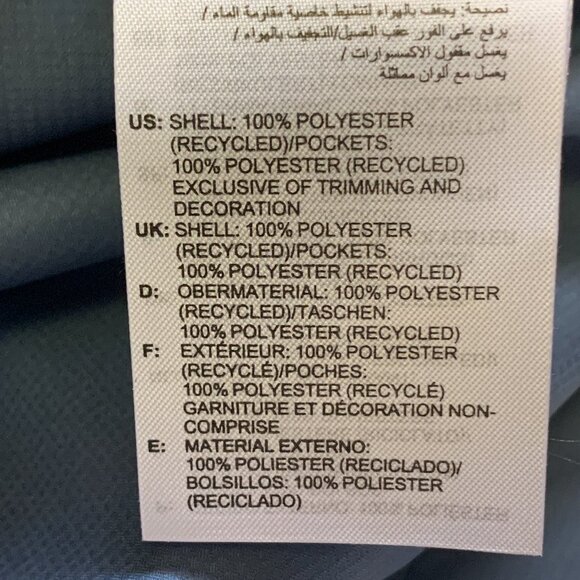 نصيحة: يجفف بالهواء لتنشيط خاصية مقاومة الماء /
يرفع على الفور عقب الغسيل/التجفيف بالهواء /
يغسل مقفول الاكسسوارات /
يغسل مع ألوان مماثلة
US: SHELL: 100% POLYESTER
(RECYCLED)/POCKETS:
100% POLYESTER (RECYCLED)
EXCLUSIVE OF TRIMMING AND
DECORATION
UK: SHELL: 100% POLYESTER
(RECYCLED)/POCKETS:
100% POLYESTER (RECYCLED)
D: OBERMATERIAL: 100% POLYESTER
(RECYCLED)/TASCHEN:
100% POLYESTER (RECYCLED)
F: EXTÉRIEUR: 100% POLYESTER
(RECYCLÉ)/POCHES:
100% POLYESTER (RECYCLÉ)
GARNITURE ET DÉCORATION NON-
COMPRISE
E: MATERIAL EXTERNO:
100% POLIESTER (RECICLADO)/
BOLSILLOS: 100% POLIESTER
(RECICLADO)